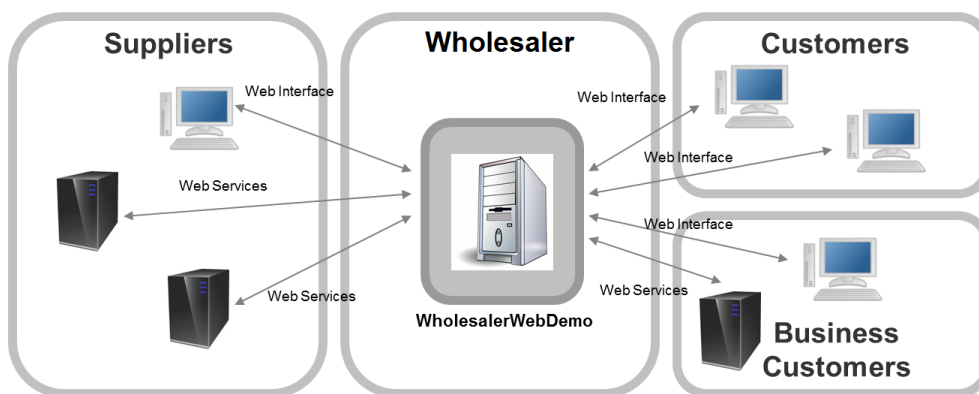 Suppliers
Wholesaler
Customers
Web Interface
Web Services
Web Services
WholesalerWebDemo
Web Interface
Web Interface
Web Interface
Web Services
Business
Customers